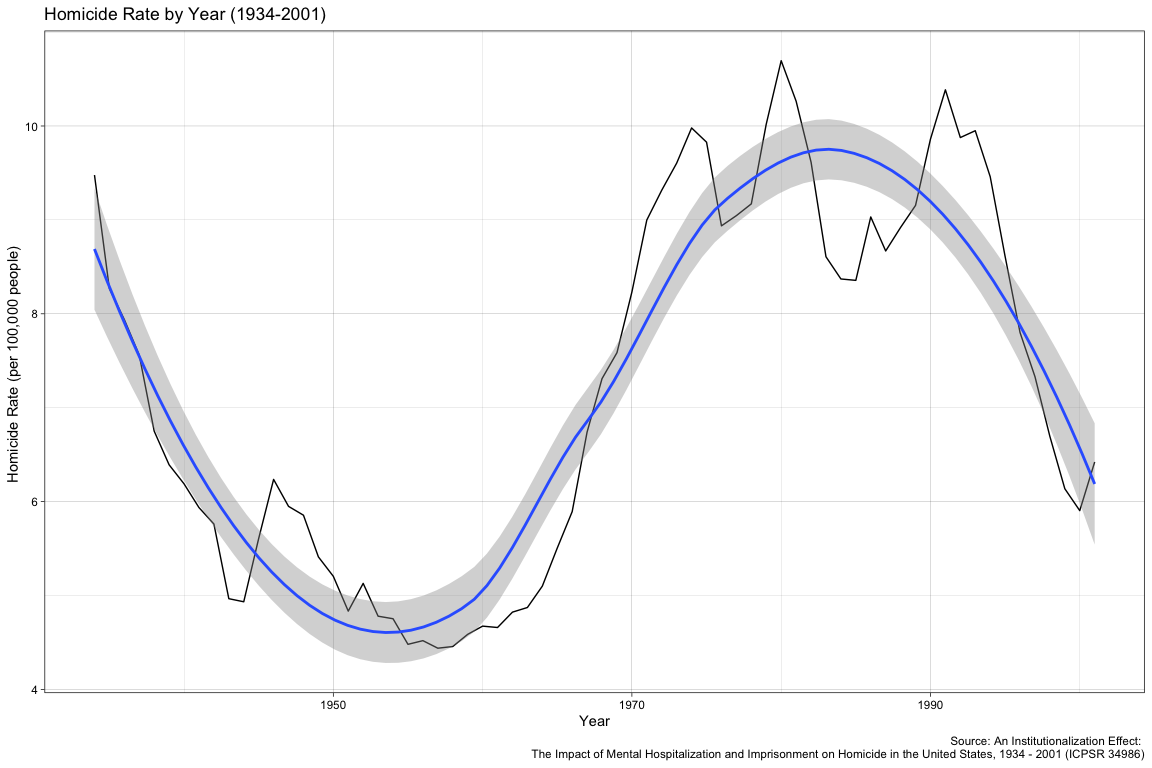 Homicide Rate by Year (1934-2001)
Homicide Rate (per 100,000 people)
10
8
6
4
1950
1970
1990
Year
Source: An Institutionalization Effect:
The Impact of Mental Hospitalization and Imprisonment on Homicide in the United States, 1934 - 2001 (ICPSR 34986)